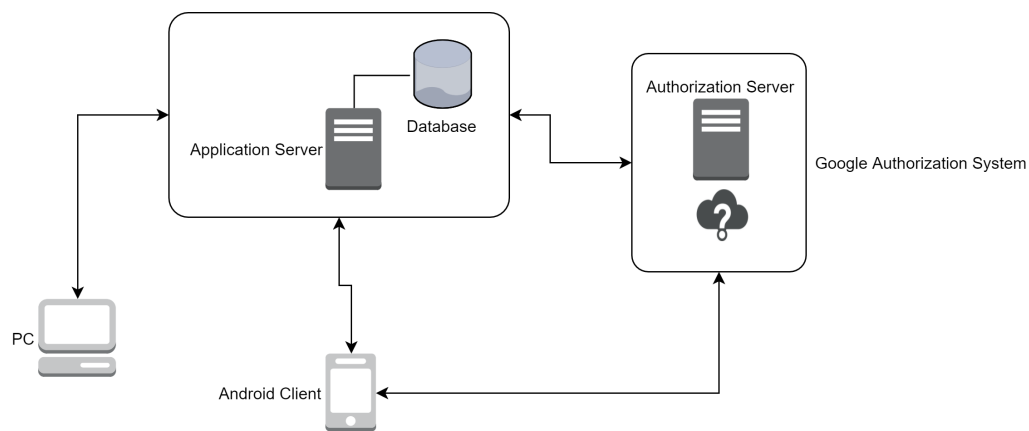 Authorization Server
Database
Application Server
Google Authorization System
PC
Android Client